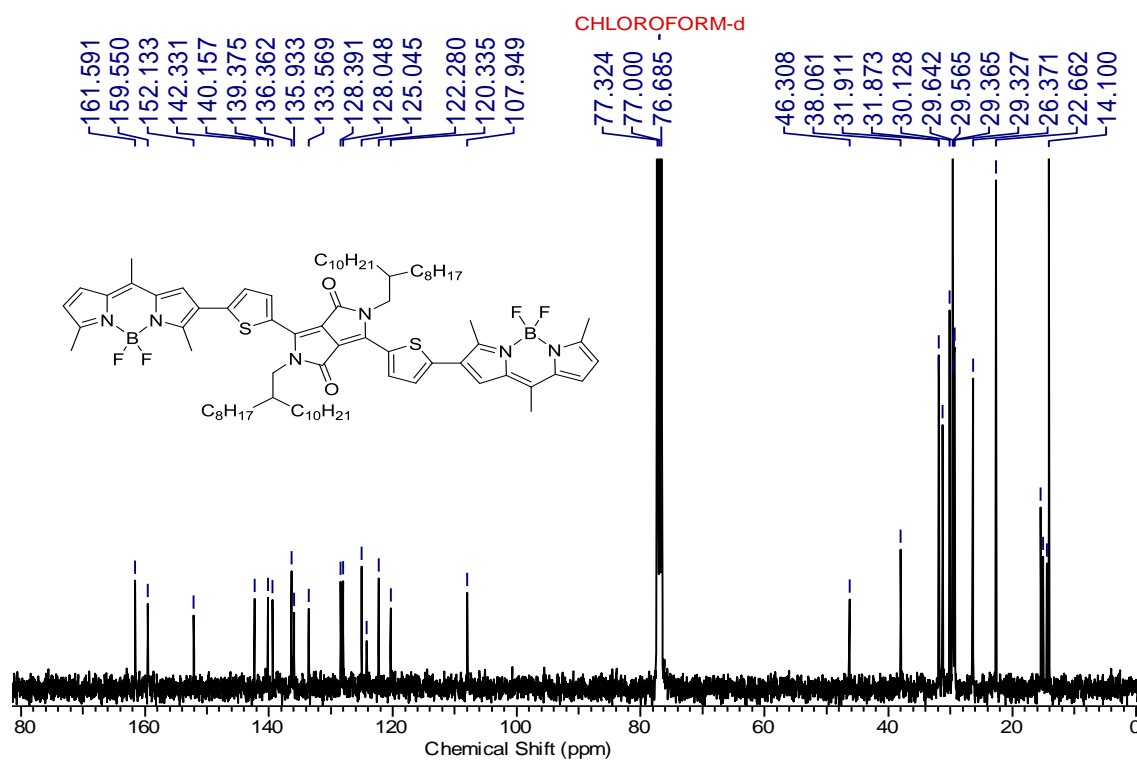 CHLOROFORM-d
161.591
159.550
152.133
142.331
140.157
139.375
136.362
135.933
133.569
128.391
128.048
125.045
122.280
120.335
107.949
77.324
77.000
76.685
46.308
38.061
31.911
31.873
30.128
29.642
29.565
29.365
29.327
26.371
22.662
14.100
C10H21
C8H17
O
N
F F
B
N N
S
N N
B
F F
S
N
O
C8H17 C10H21
80 160 140 120 100 80 60 40 20 0
Chemical Shift (ppm)